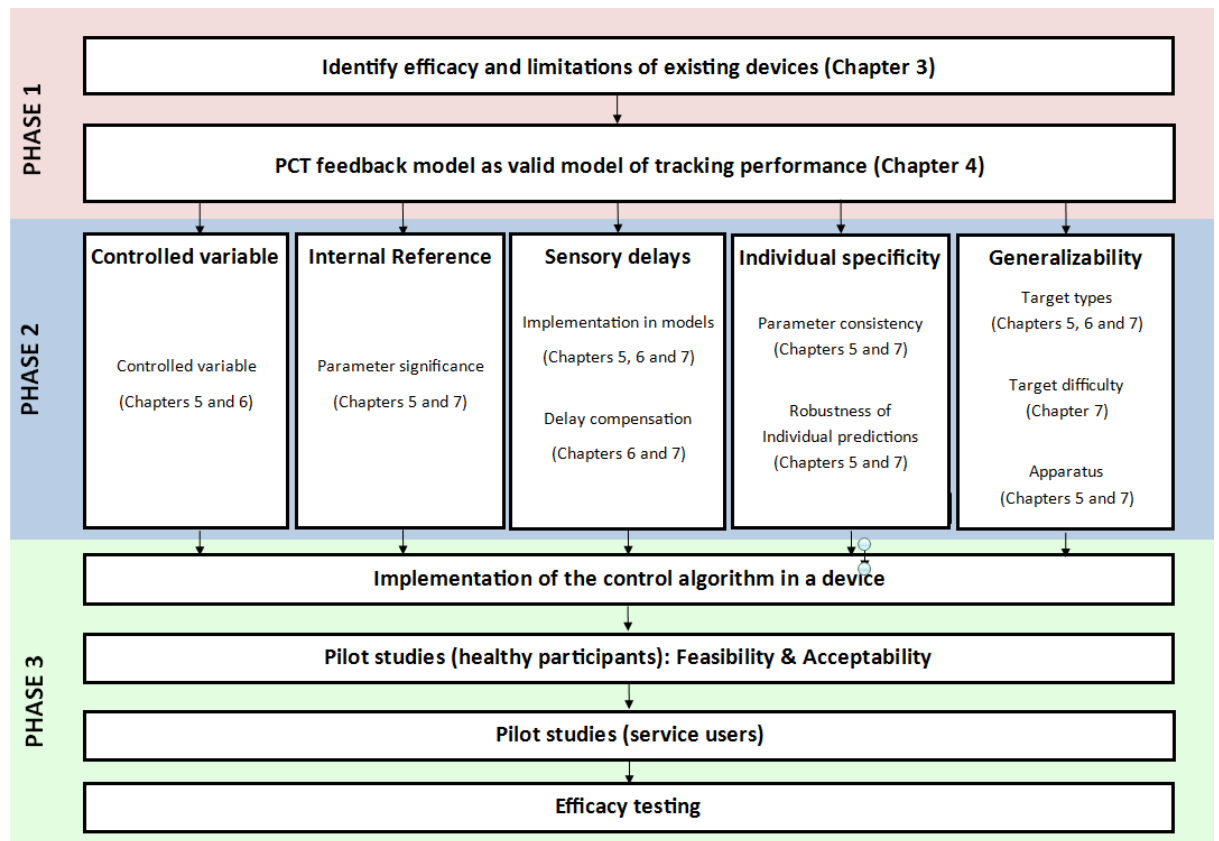 PHASE 1
Identify efficacy and limitations of existing devices (Chapter 3)
PCT feedback model as valid model of tracking performance (Chapter 4)
PHASE 2
Controlled variable
Controlled variable
(Chapters 5 and 6)
Internal Reference
Parameter significance
(Chapters 5 and 7)
Sensory delays
Implementation in models
(Chapters 5, 6 and 7)
Delay compensation
(Chapters 6 and 7)
Individual specificity
Parameter consistency
(Chapters 5 and 7)
Robustness of
Individual predictions
(Chapters 5 and 7)
Generalizability
Target types
(Chapters 5, 6 and 7)
Target difficulty
(Chapter 7)
Apparatus
(Chapters 5 and 7)
PHASE 3
Implementation of the control algorithm in a device
Pilot studies (healthy participants): Feasibility & Acceptability
Pilot studies (service users)
Efficacy testing